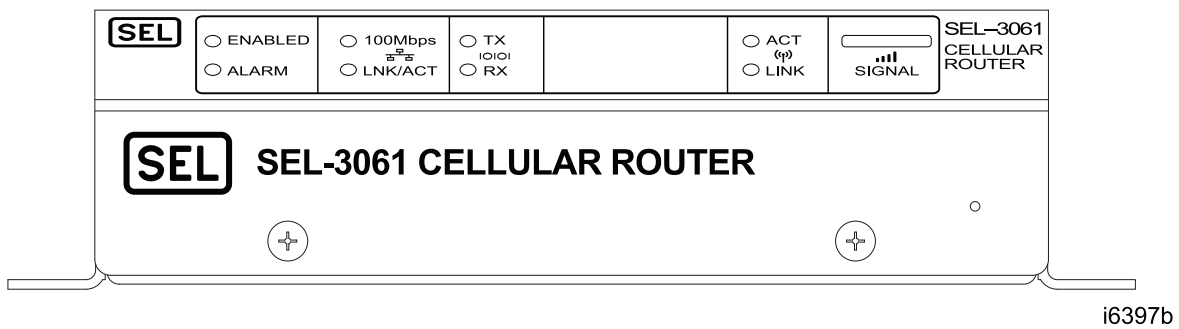 SEL
ENABLED
ALARM
100Mbps
LNK/ACT
TX
IOIOI
RX
ACT
LINK
SIGNAL
SEL–3061
CELLULAR
ROUTER
SEL SEL-3061 CELLULAR ROUTER
i6397b